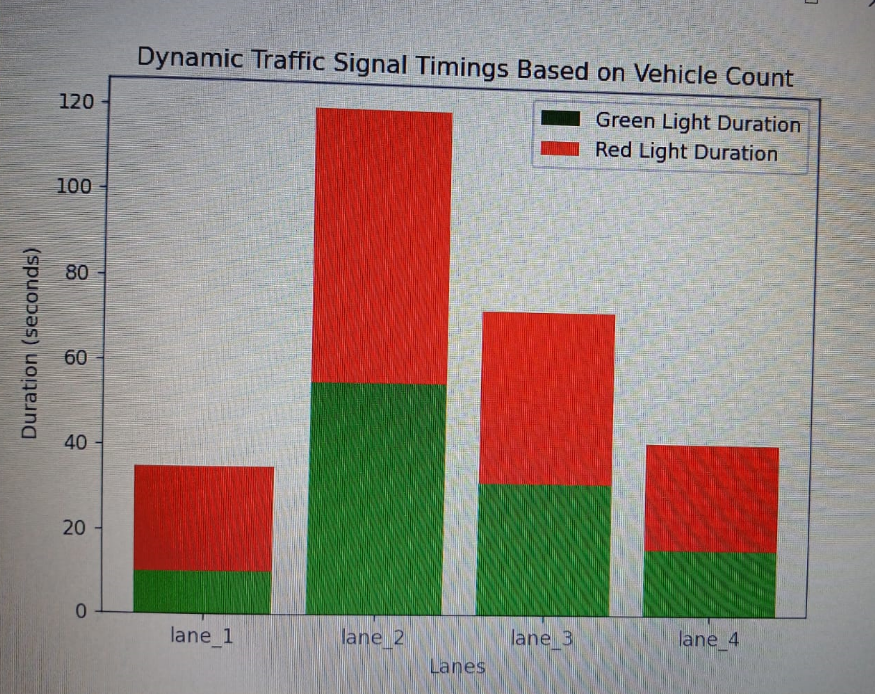 Dynamic Traffic Signal Timings Based on Vehicle Count
Green Light Duration
Red Light Duration
120
100
80
60
40
20
0
Duration (seconds)
lane_1 lane_2 lane_3 lane_4
Lanes